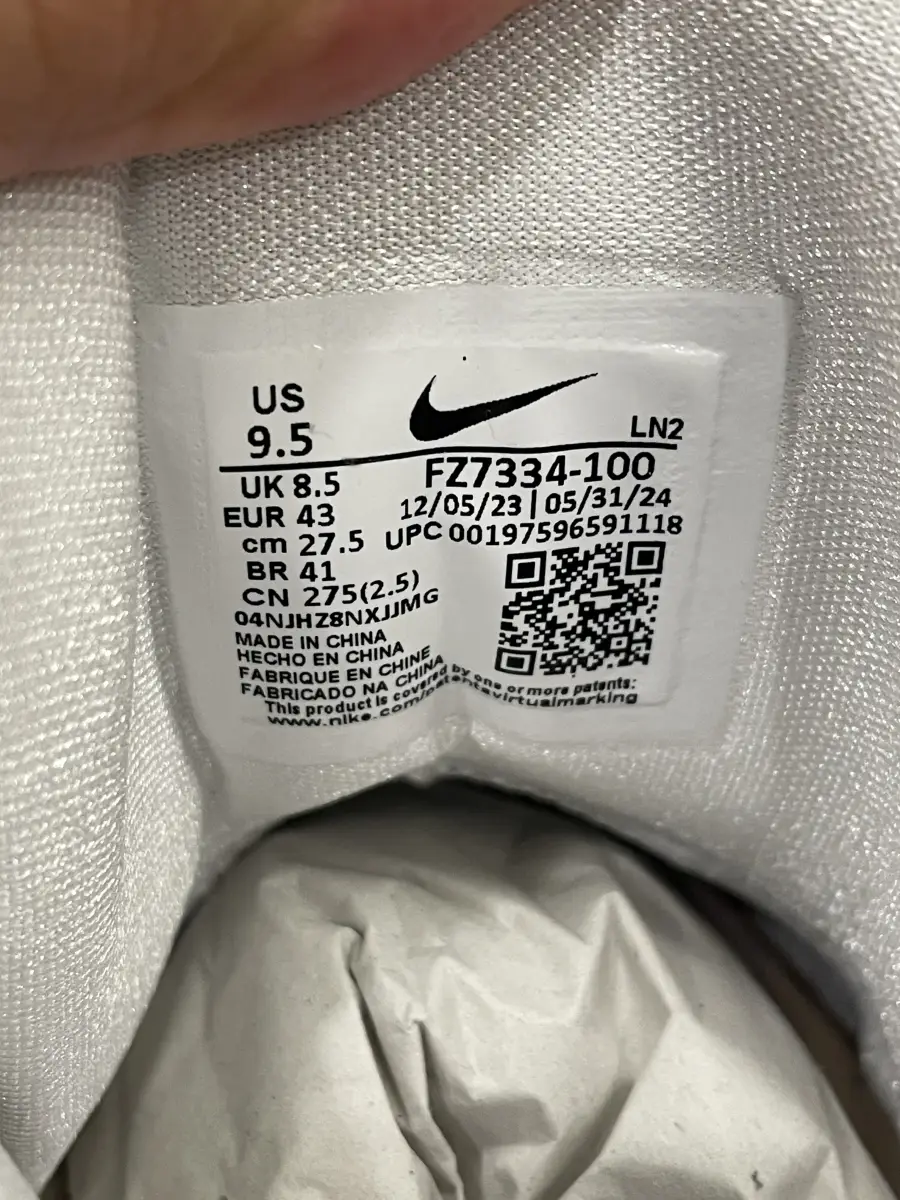 US
9.5
LN2
UK 8.5
FZ7334-100
EUR 43
12/05/23 | 05/31/24
cm 27.5
UPC 00197596591118
BR 41
CN 275(2.5)
04NJHZ8NXJJMG
MADE IN CHINA
HECHO EN CHINA
FABRIQUE EN CHINE
FABRICADO NA CHINA
This product is covered by one or more patents:
www.nike.com/patentsvirtualmarking